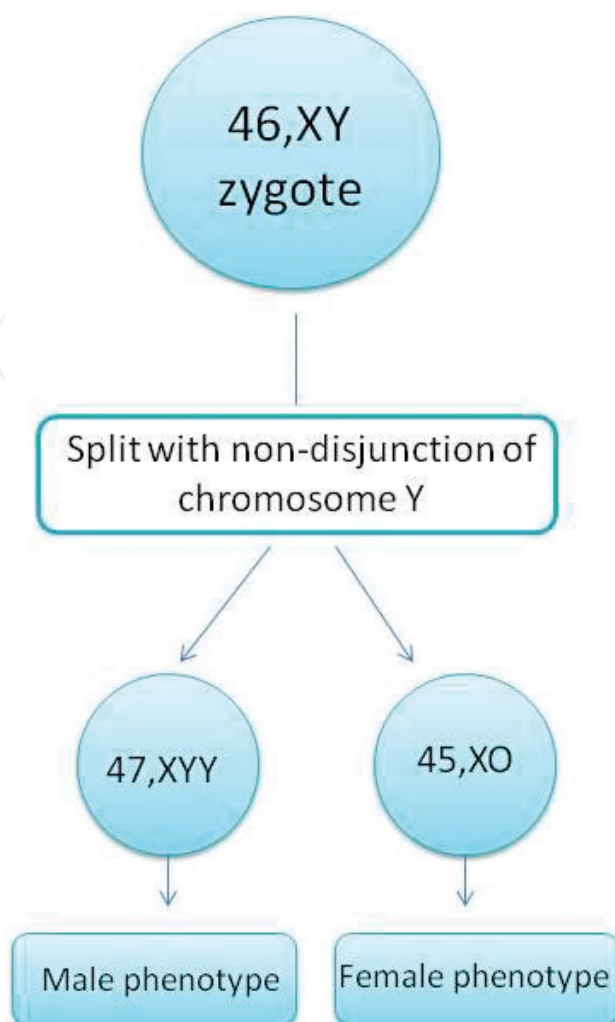 46,XY
zygote
Split with non-disjunction of
chromosome Y
47,XYY
45,XO
Male phenotype
Female phenotype